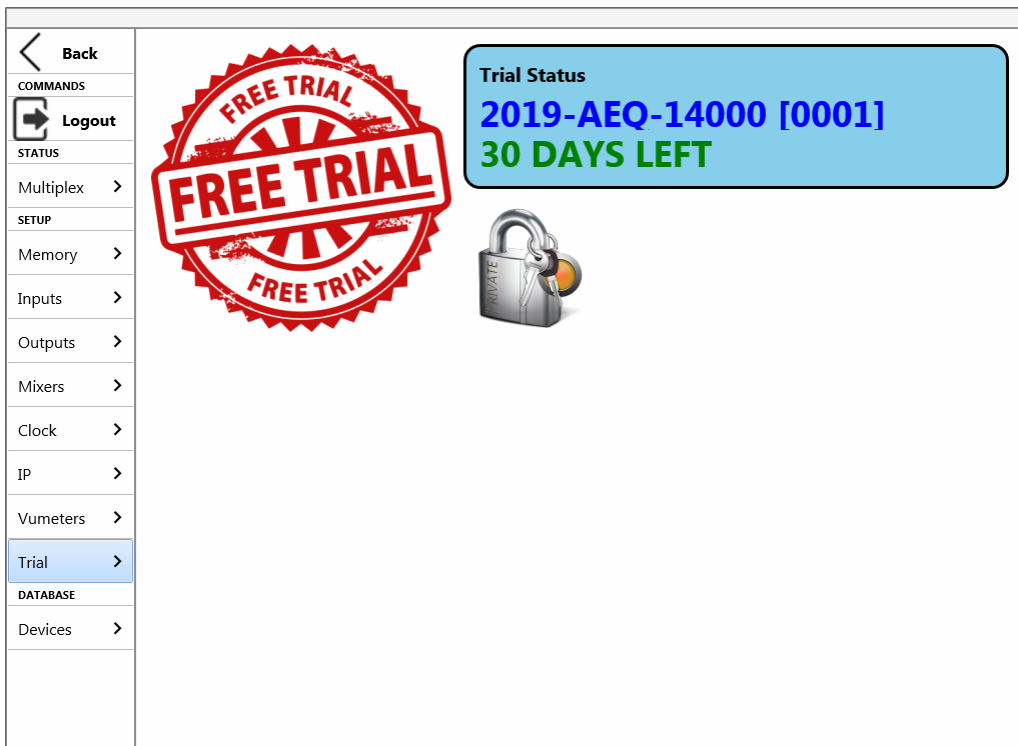 Back
COMMANDS
Logout
STATUS
Multiplex
SETUP
Memory
Inputs
Outputs
Mixers
Clock
IP
Vumeters
Trial
DATABASE
Devices
FREE TRIAL
FREE TRIAL
FREE TRIAL
Trial Status
2019-AEQ-14000 [0001]
30 DAYS LEFT
PRIVATE